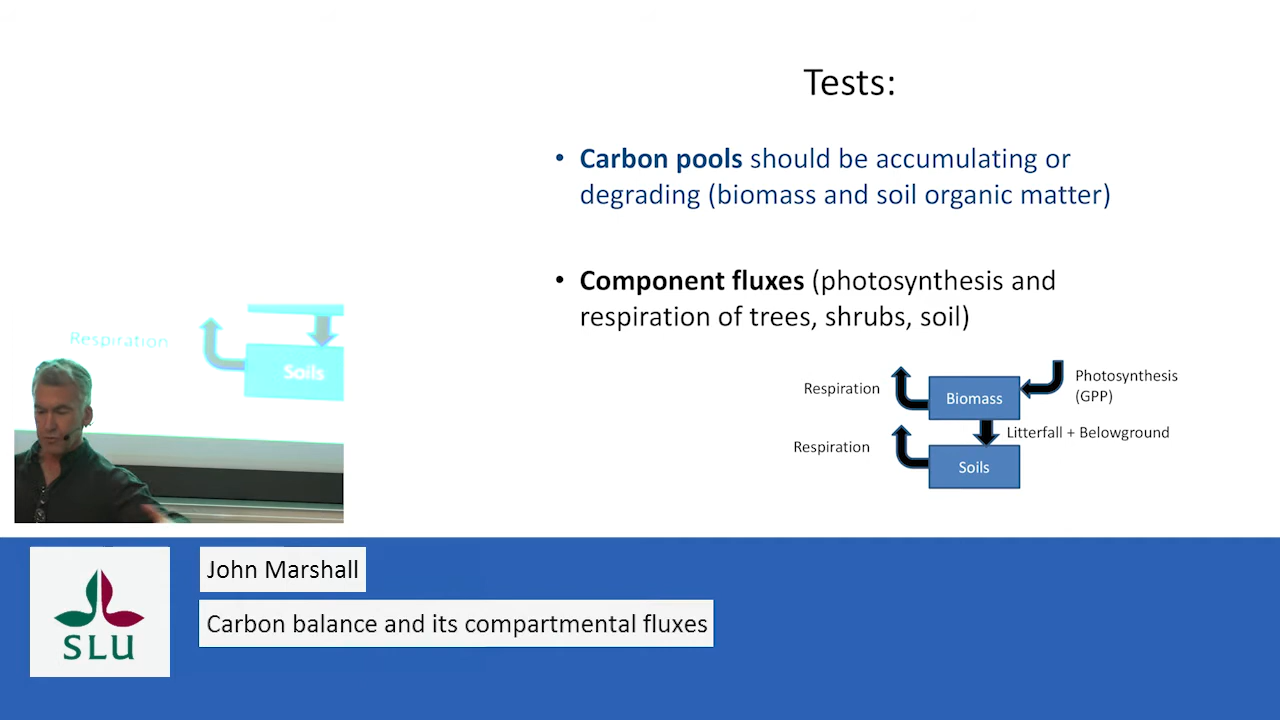 Tests:
• Carbon pools should be accumulating or
degrading (biomass and soil organic matter)
• Component fluxes (photosynthesis and
respiration of trees, shrubs, soil)
Respiration
Biomass
Photosynthesis
(GPP)
Litterfall + Belowground
Respiration
Soils
Respiration
Soils
SLU
John Marshall
Carbon balance and its compartmental fluxes